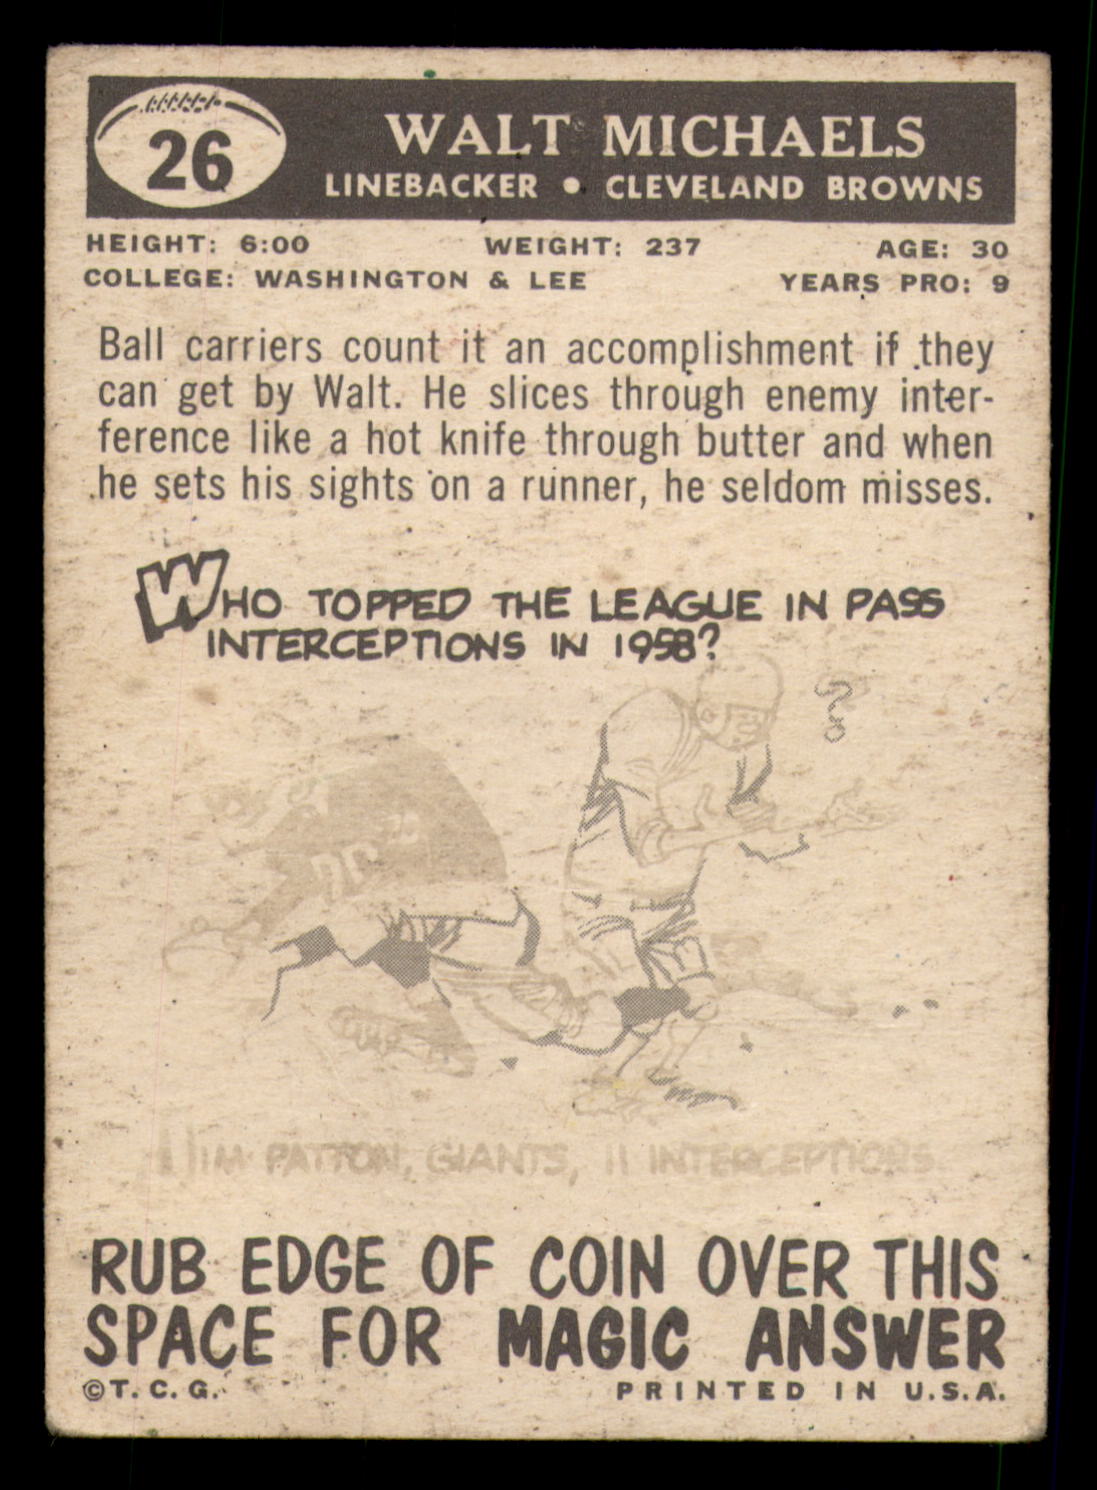 26
WALT MICHAELS
LINEBACKER • CLEVELAND BROWNS
HEIGHT: 6:00 WEIGHT: 237 AGE: 30
COLLEGE: WASHINGTON & LEE YEARS PRO: 9
Ball carriers count it an accomplishment if they
can get by Walt. He slices through enemy inter-
ference like a hot knife through butter and when
he sets his sights on a runner, he seldom misses.
WHO TOPPED THE LEAGUE IN PASS
INTERCEPTIONS IN 1958?
?
JIM PATTON, GIANTS, 11 INTERCEPTIONS.
RUB EDGE OF COIN OVER THIS
SPACE FOR MAGIC ANSWER
©T. C. G. PRINTED IN U.S.A.